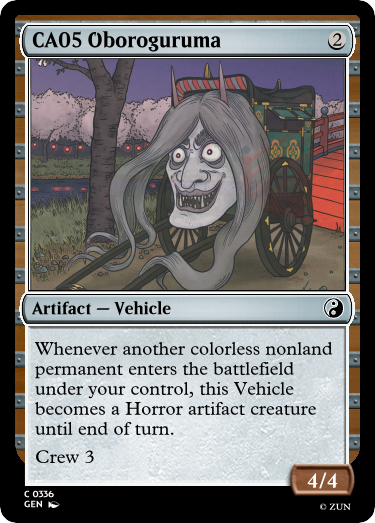 CA05 Oboroguruma
2
Artifact — Vehicle
Whenever another colorless nonland
permanent enters the battlefield
under your control, this Vehicle
becomes a Horror artifact creature
until end of turn.
Crew 3
4/4
C 0336
GEN
© ZUN